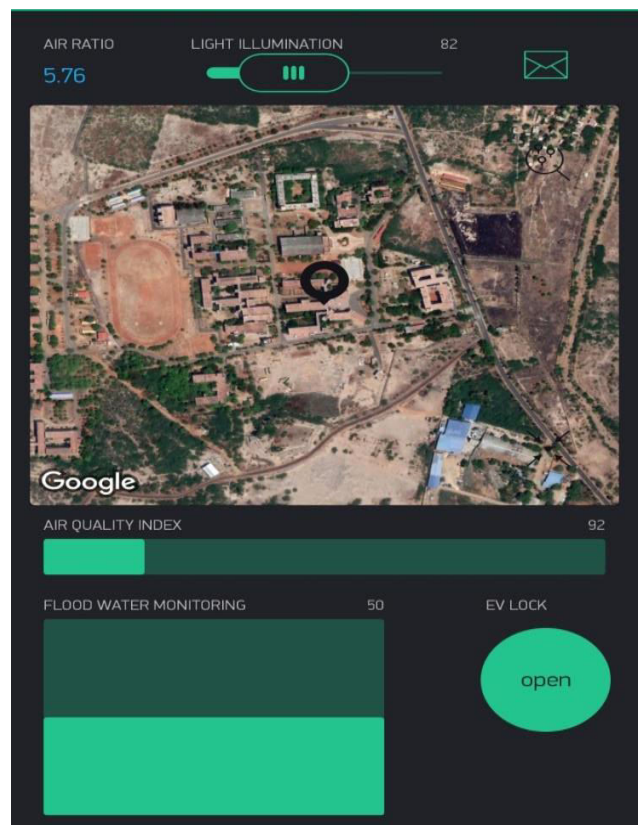 AIR RATIO
LIGHT ILLUMINATION
82
5.76
Google
AIR QUALITY INDEX
92
FLOOD WATER MONITORING
50
EV LOCK
open